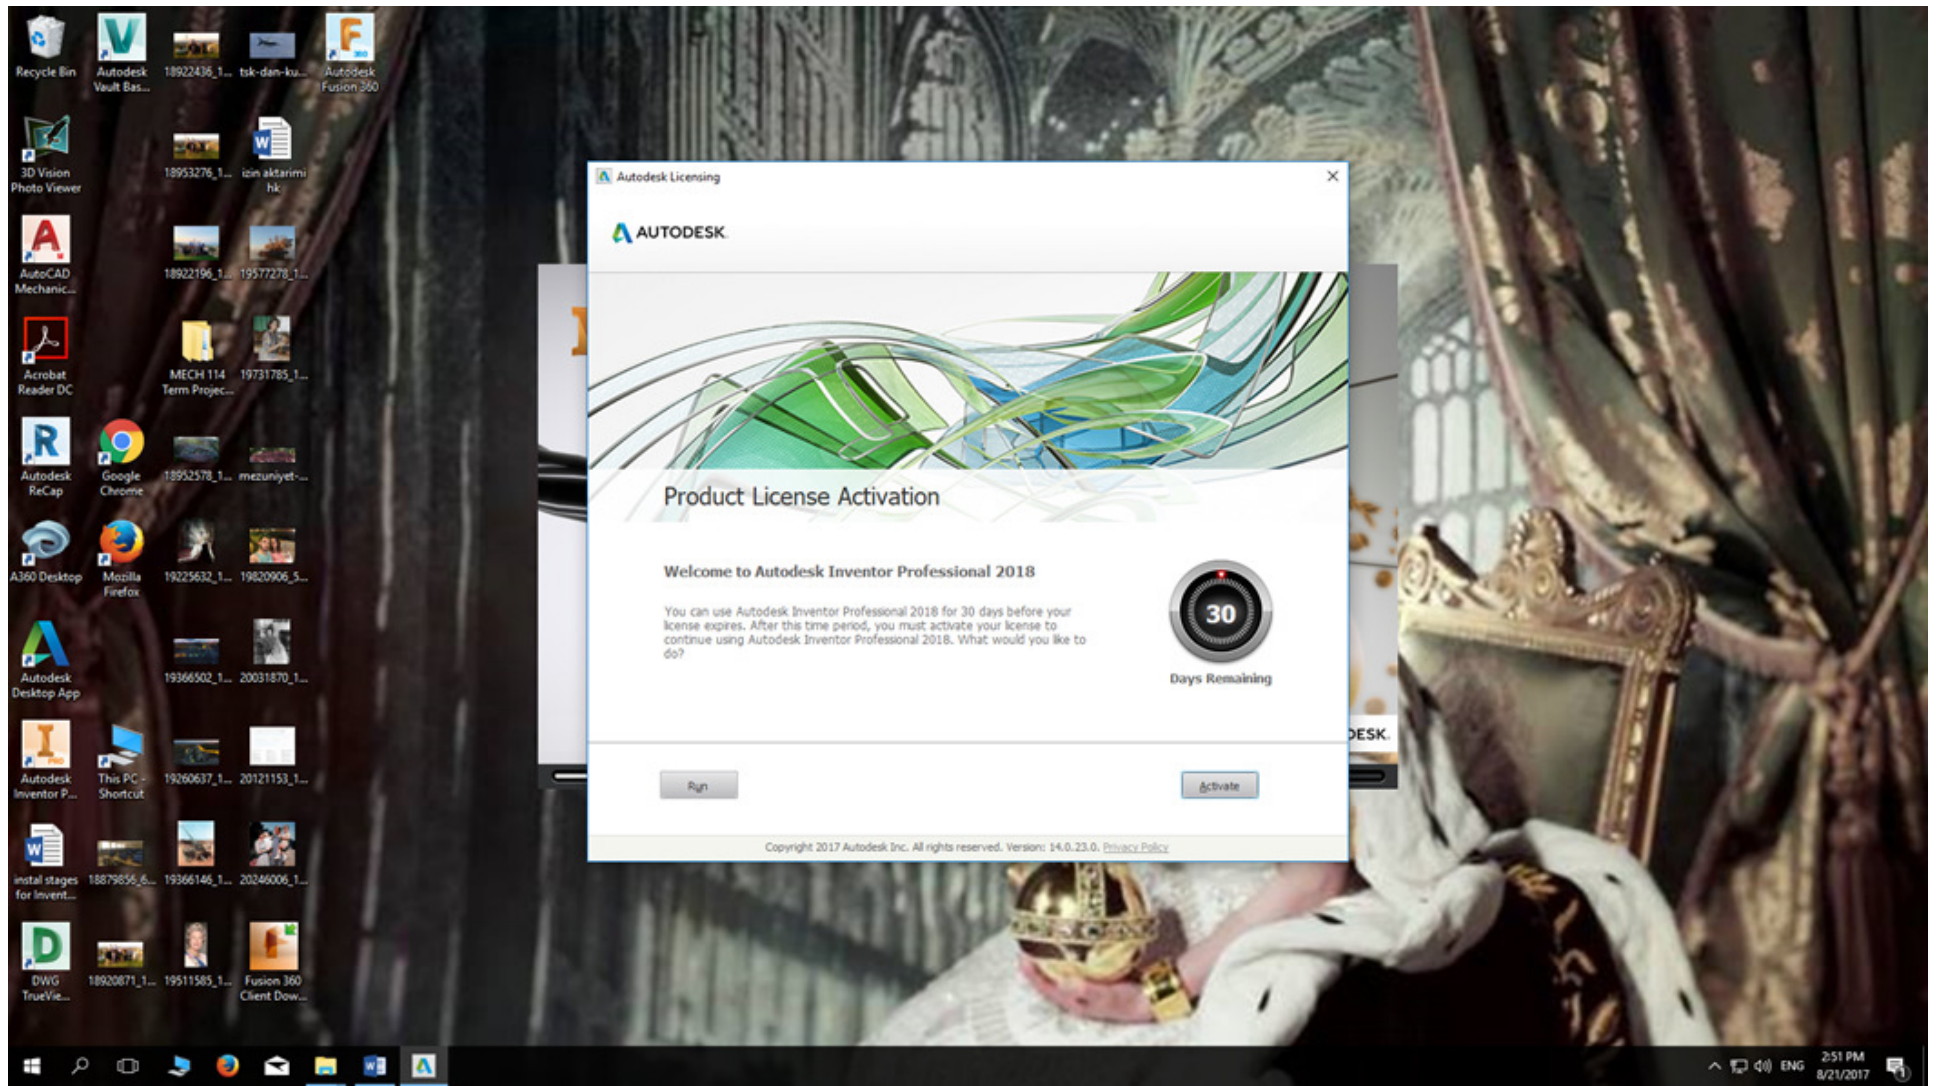 Recycle Bin
Autodesk
Vault Bas...
18922436_1...
tsk-dan-ku...
Autodesk
Fusion 360
3D Vision
Photo Viewer
18953276_1...
izin aktarimi
hk
AutoCAD
Mechanic...
18922196_1...
19577278_1...
Acrobat
Reader DC
MECH 114
Term Projec...
19731785_1...
Autodesk
ReCap
Google
Chrome
18952578_1...
mezuniyet-...
A360 Desktop
Mozilla
Firefox
19225632_1...
19820906_5...
Autodesk
Desktop App
19366502_1...
20031870_1...
Autodesk
Inventor P...
This PC -
Shortcut
19260637_1...
20121153_1...
instal stages
for Invent...
18879856_6...
19366146_1...
20246006_1...
DWG
TrueVie...
18920871_1...
19511585_1...
Fusion 360
Client Dow...
Autodesk Licensing
AUTODESK.
Product License Activation
Welcome to Autodesk Inventor Professional 2018
You can use Autodesk Inventor Professional 2018 for 30 days before your
license expires. After this time period, you must activate your license to
continue using Autodesk Inventor Professional 2018. What would you like to
do?
30
Days Remaining
DESK.
Run
Activate
Copyright 2017 Autodesk Inc. All rights reserved. Version: 14.0.23.0. Privacy Policy
ENG
2:51 PM
8/21/2017